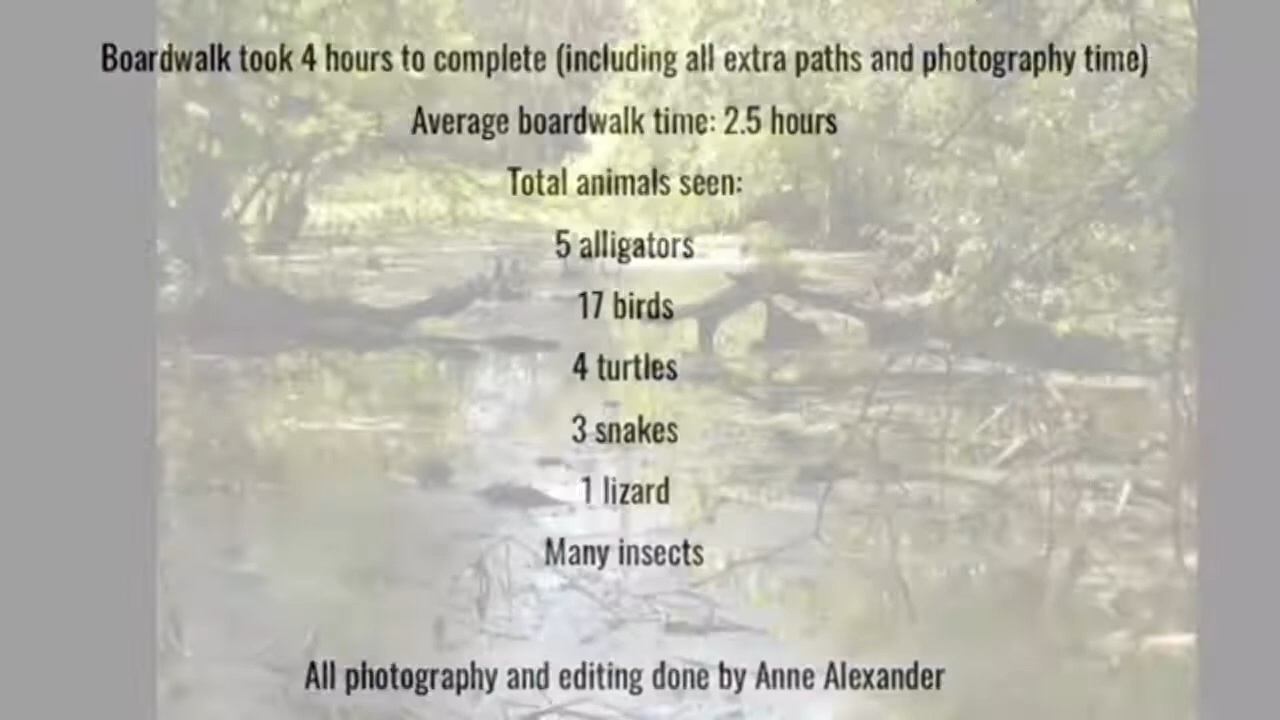 Boardwalk took 4 hours to complete (including all extra paths and photography time)
Average boardwalk time: 2.5 hours
Total animals seen:
5 alligators
17 birds
4 turtles
3 snakes
1 lizard
Many insects
All photography and editing done by Anne Alexander